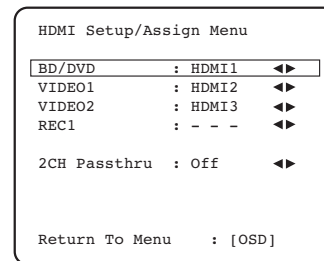 HDMI Setup/Assign Menu
BD/DVD : HDMI1 ◄►
VIDEO1 : HDMI2 ◄►
VIDEO2 : HDMI3 ◄►
REC1 : - - - ◄►
2CH Passthru : Off ◄►
Return To Menu : [OSD]